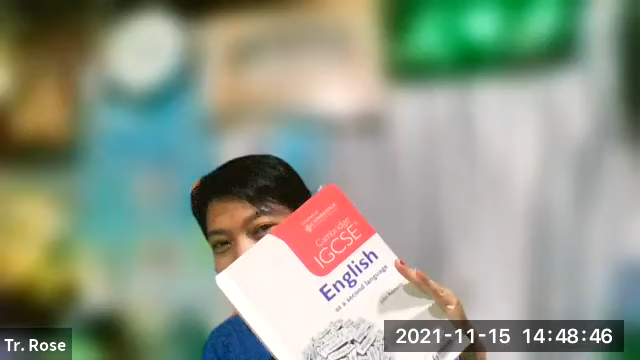 Cambridge
IGCSE
English
as a second language
Tr. Rose
2021-11-15 14:48:46